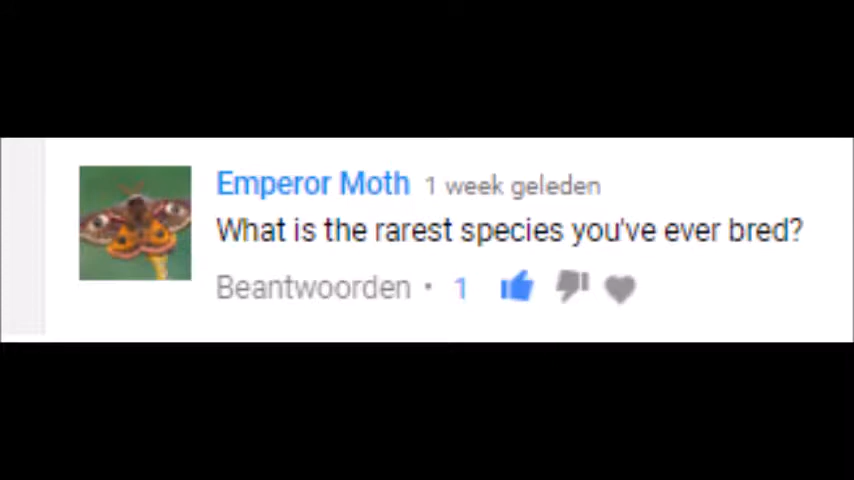 Emperor Moth 1 week geleden
What is the rarest species you've ever bred?
Beantwoorden • 1